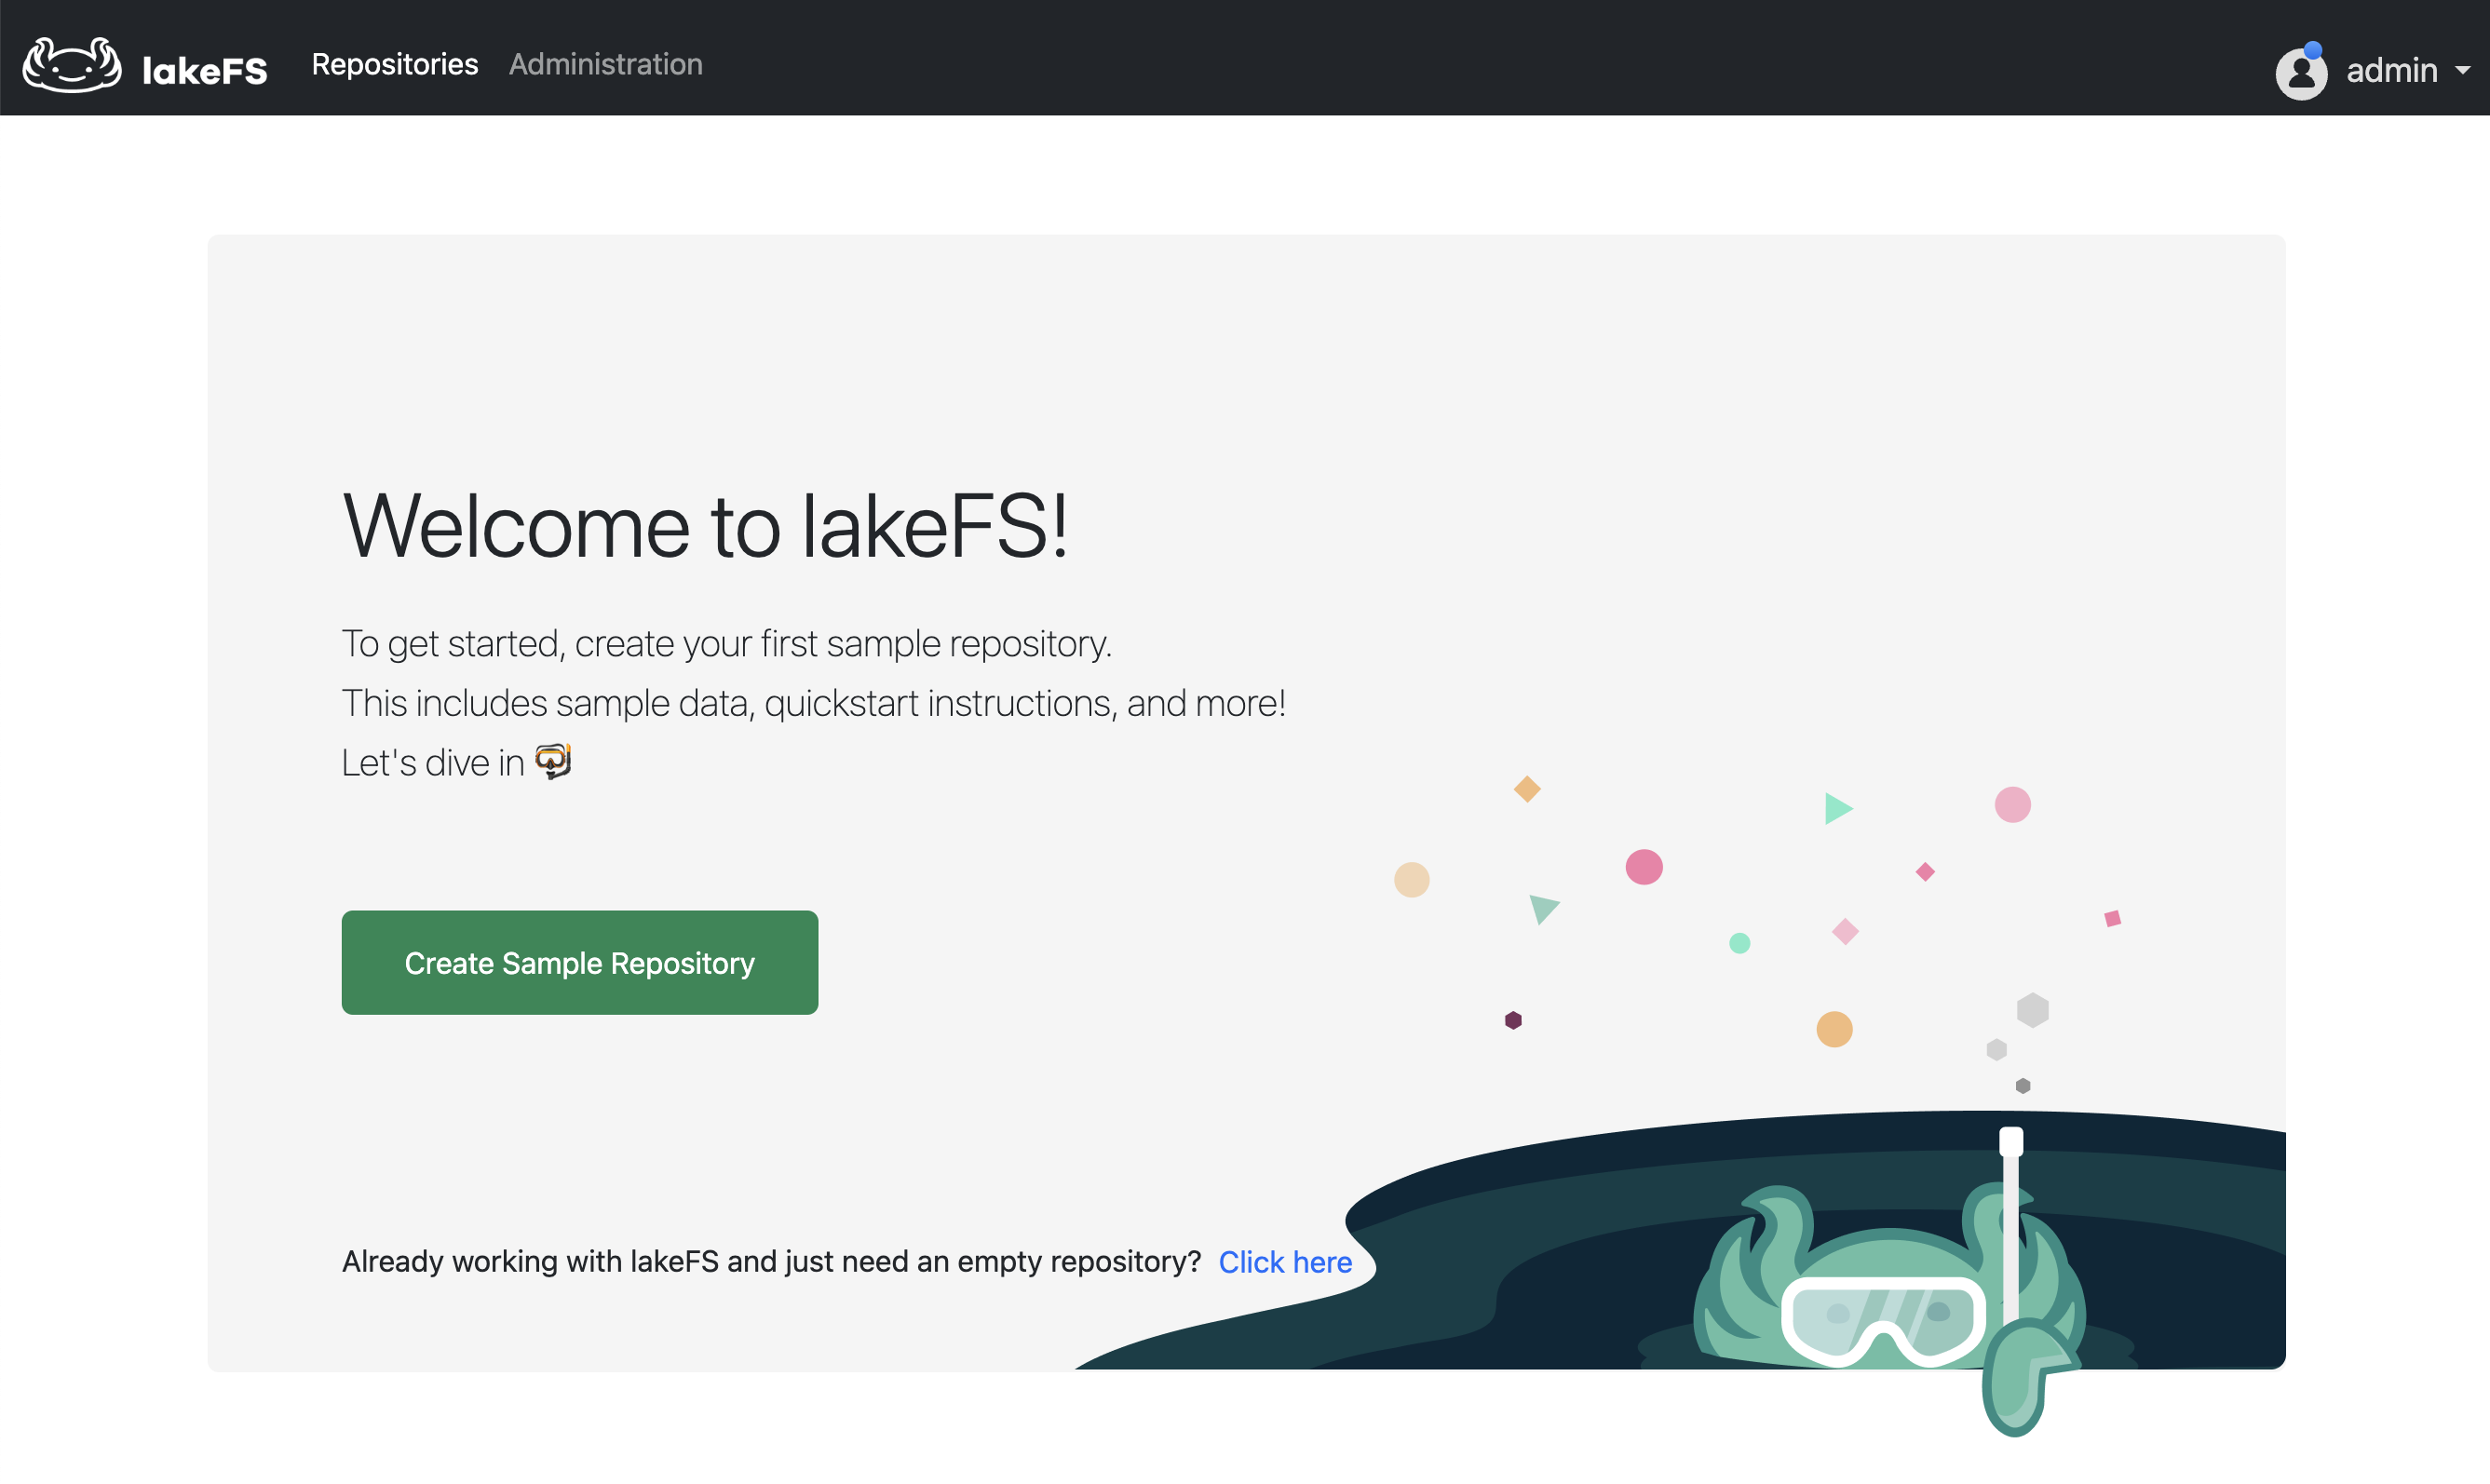 lakeFS Repositories Administration admin
Welcome to lakeFS!
To get started, create your first sample repository.
This includes sample data, quickstart instructions, and more!
Let's dive in 🤿
Create Sample Repository
Already working with lakeFS and just need an empty repository? Click here